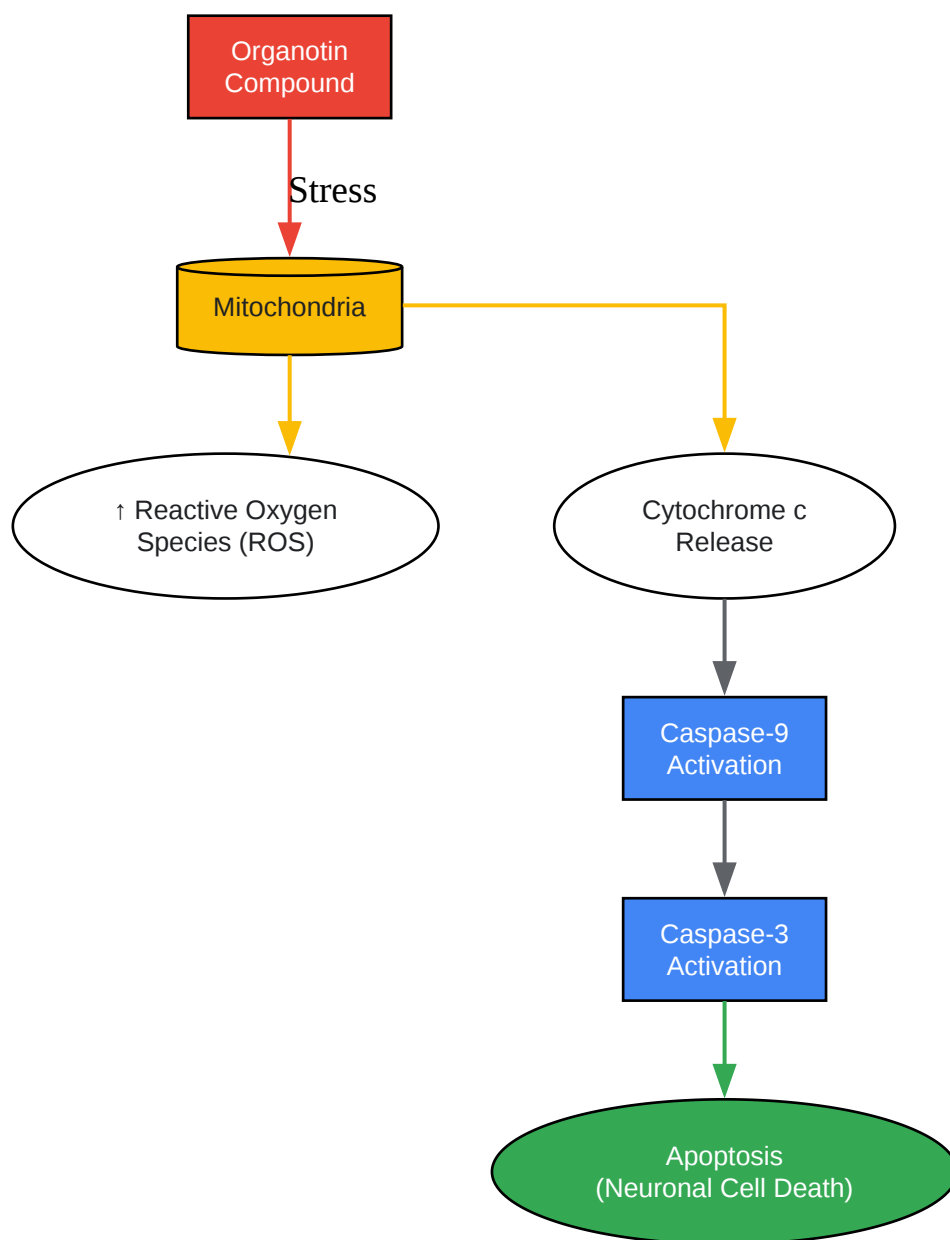 Organotin
Compound
Stress
Mitochondria
↑ Reactive Oxygen
Species (ROS)
Cytochrome c
Release
Caspase-9
Activation
Caspase-3
Activation
Apoptosis
(Neuronal Cell Death)